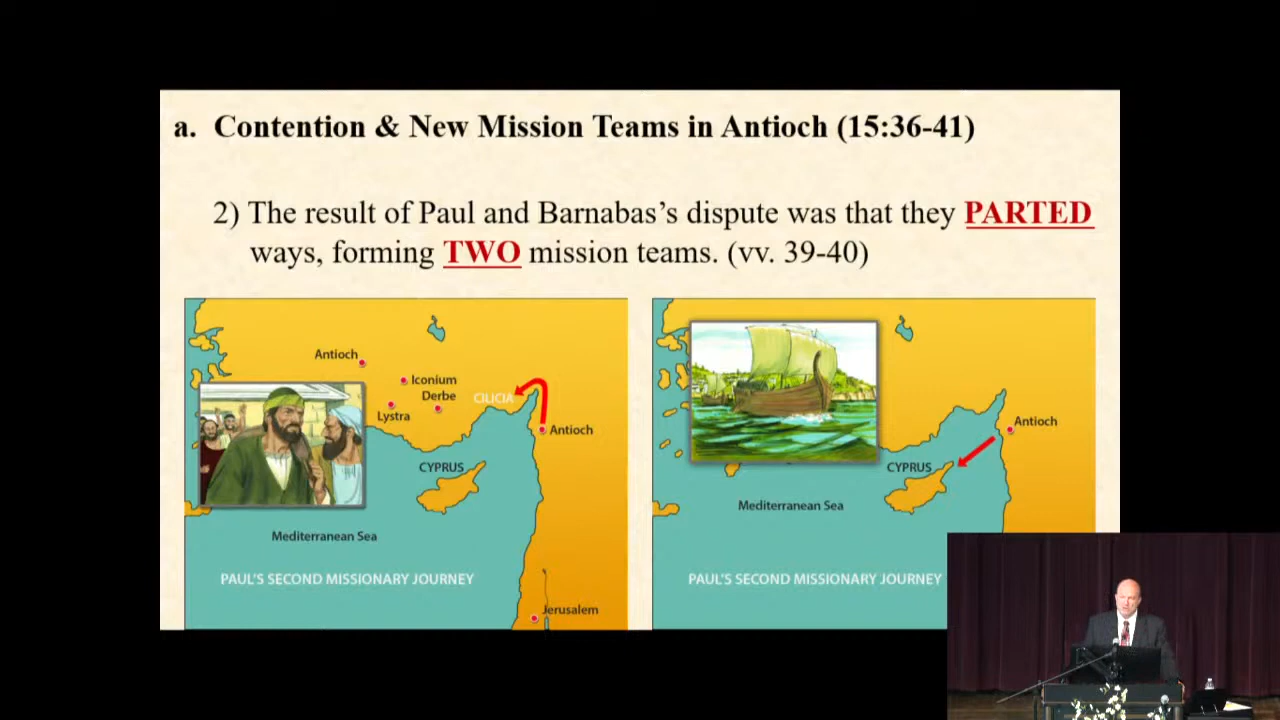 a. Contention & New Mission Teams in Antioch (15:36-41)
2) The result of Paul and Barnabas's dispute was that they PARTED
ways, forming TWO mission teams. (vv. 39-40)
Antioch
Iconium
Derbe
Lystra
CILICIA
Antioch
CYPRUS
Mediterranean Sea
PAUL'S SECOND MISSIONARY JOURNEY
Jerusalem
Antioch
CYPRUS
Mediterranean Sea
PAUL'S SECOND MISSIONARY JOURNEY